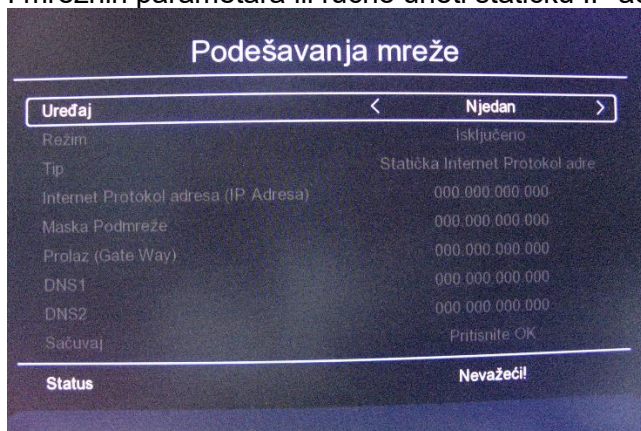 Podešavanja mreže
Uređaj < Njedan >
Režim Isključeno
Tip Statička Internet Protokol adre
Internet Protokol adresa (IP Adresa) 000.000.000.000
Maska Podmreže 000.000.000.000
Prolaz (Gate Way) 000.000.000.000
DNS1 000.000.000.000
DNS2 000.000.000.000
Sačuvaj Pritisnite OK
Status Nevažeći!